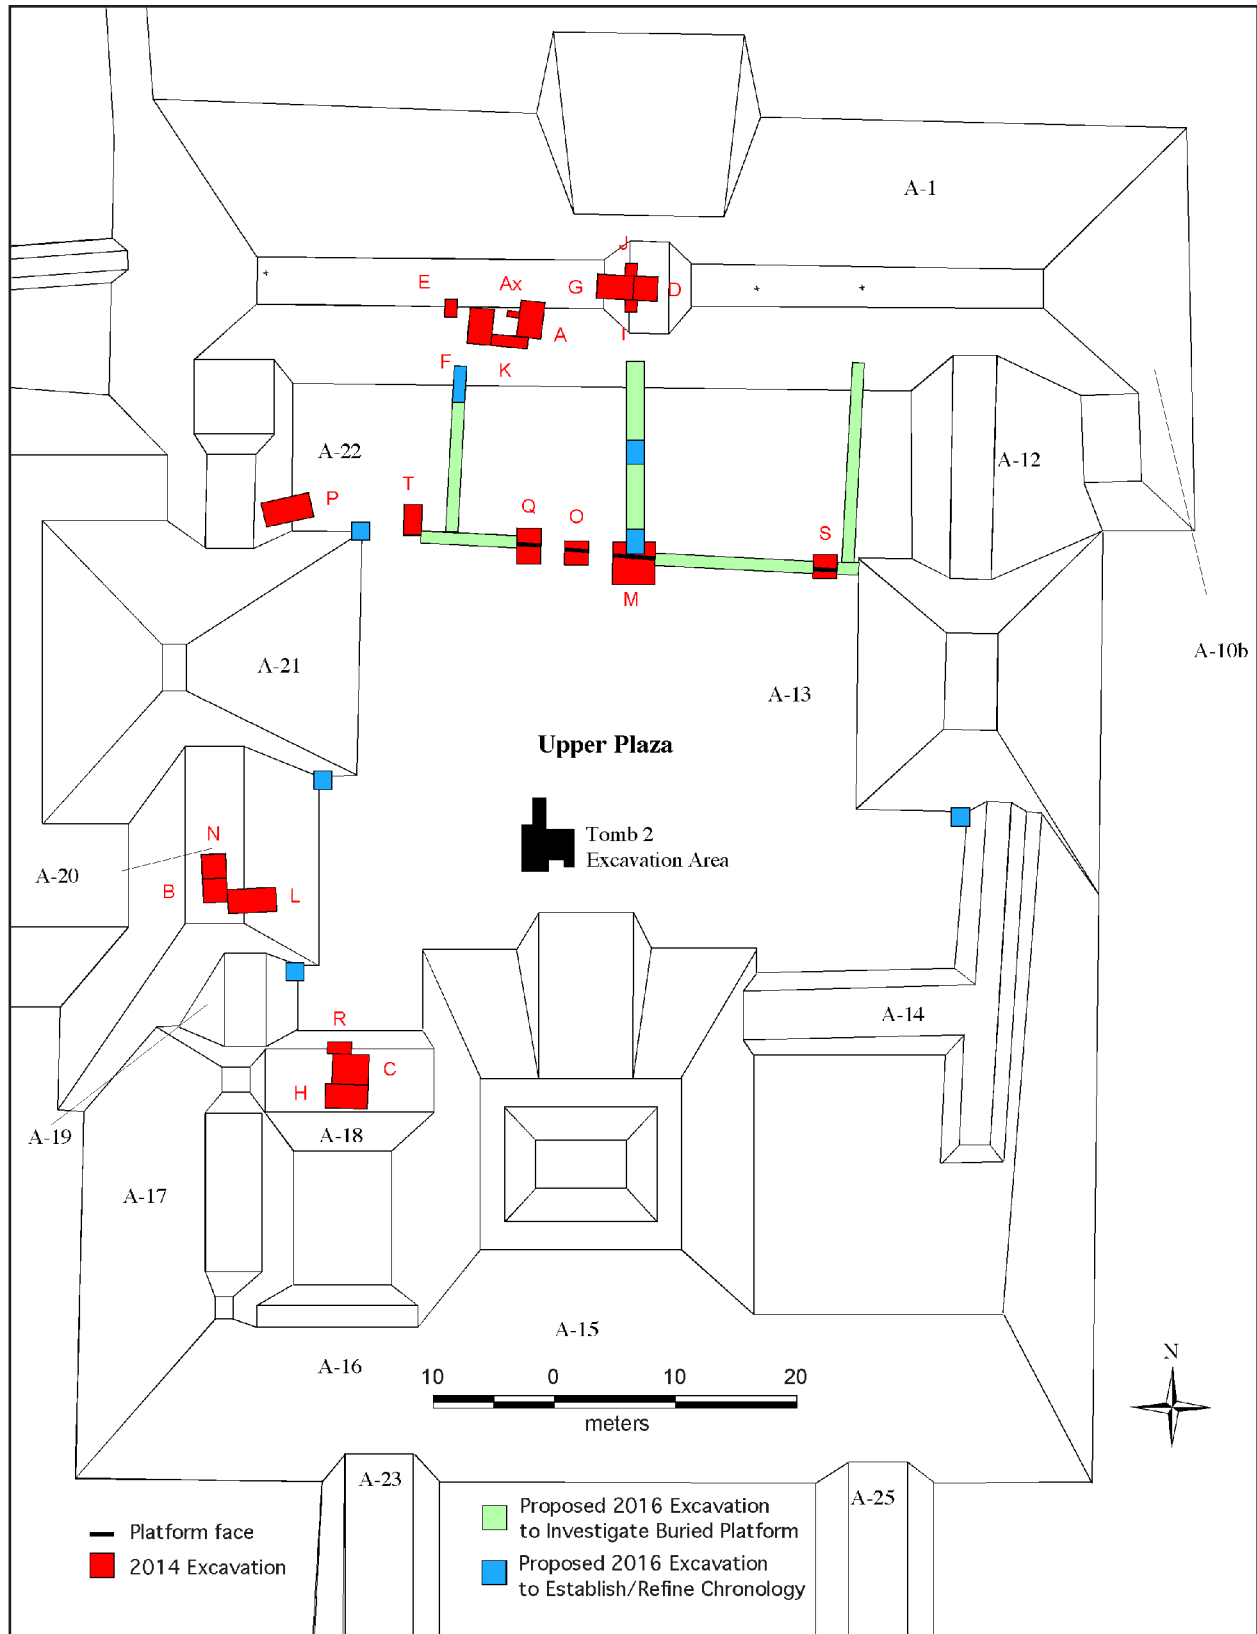 A-1
J
E
Ax
G
D
A
I
F
K
A-22
A-12
T
P
Q
O
S
M
A-21
A-10b
A-13
Upper Plaza
N
Tomb 2
Excavation Area
A-20
B
L
A-14
R
C
H
A-19
A-18
A-17
A-15
A-16
10 0 10 20
meters
N
A-23
A-25
Platform face
2014 Excavation
Proposed 2016 Excavation
to Investigate Buried Platform
Proposed 2016 Excavation
to Establish/Refine Chronology